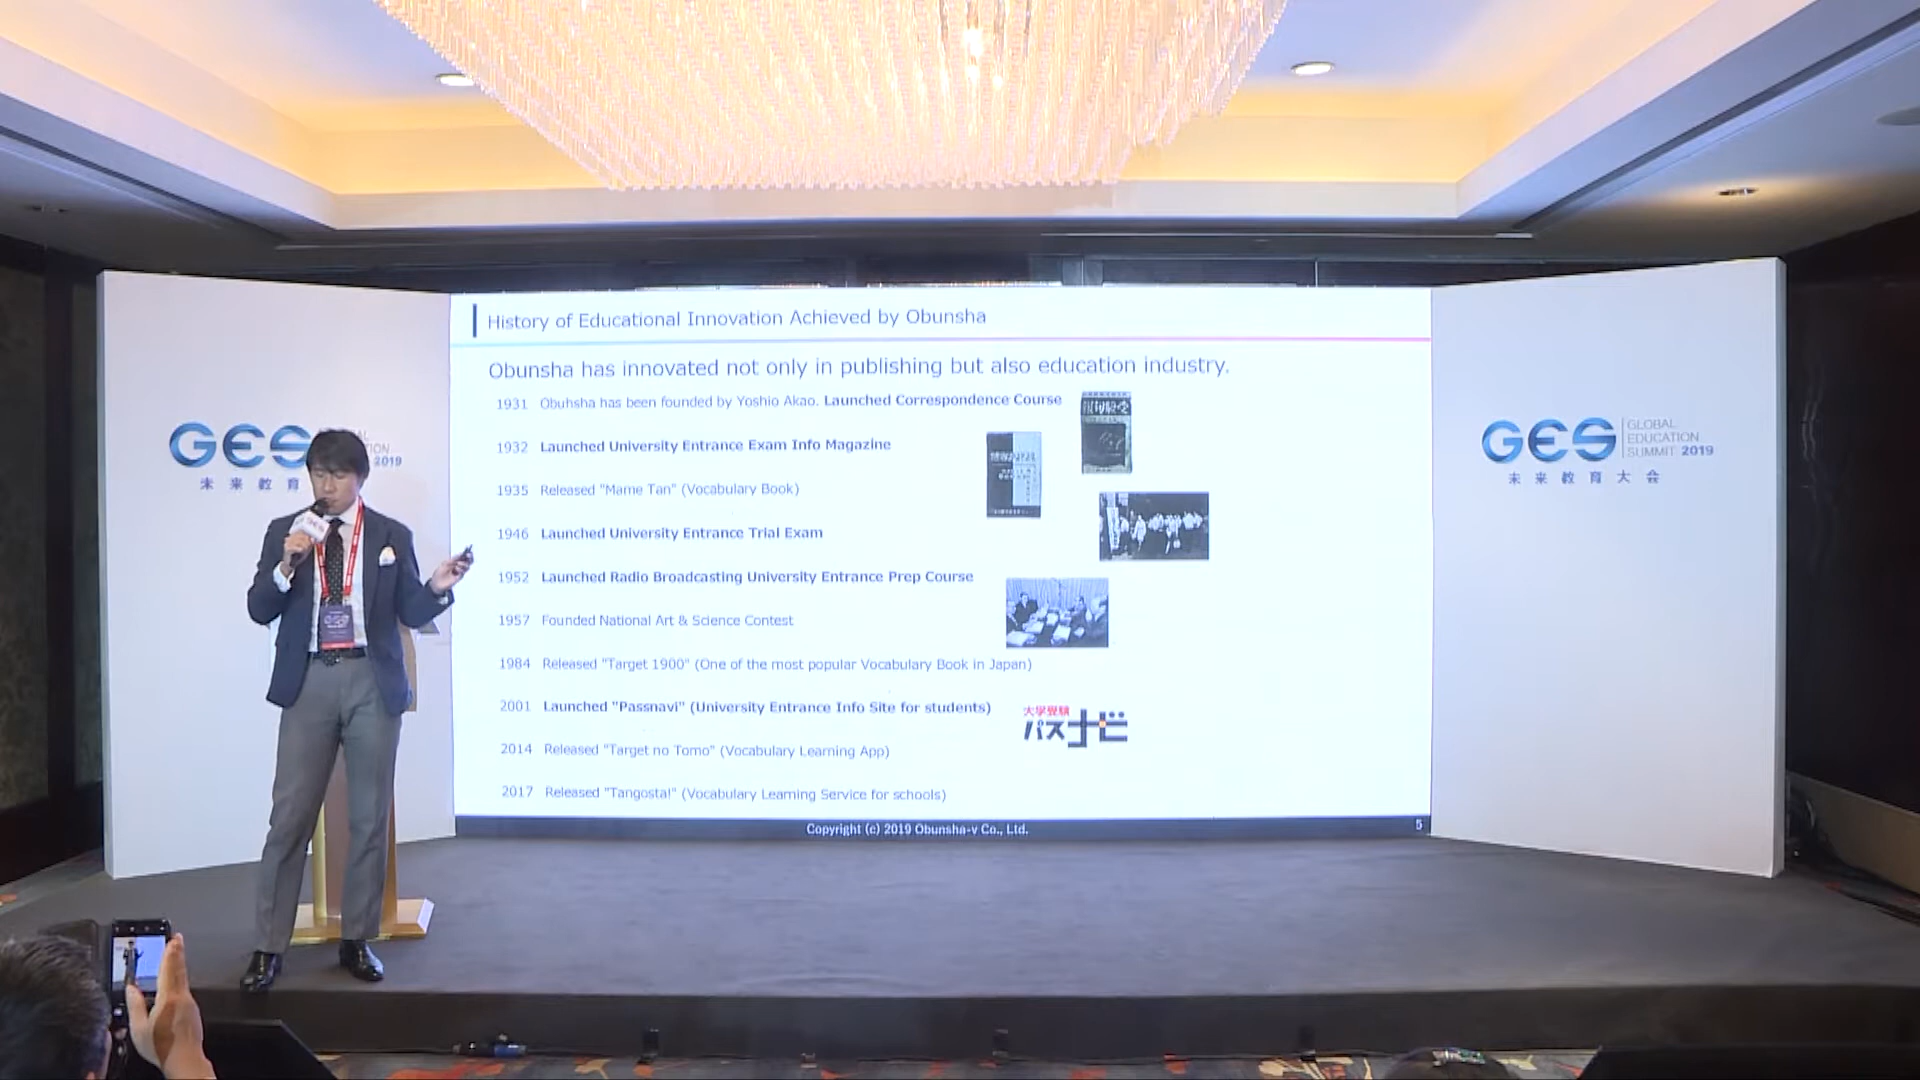 History of Educational Innovation Achieved by Obunsha
Obunsha has innovated not only in publishing but also education industry.
1931 Obuhsha has been founded by Yoshio Akao. Launched Correspondence Course
1932 Launched University Entrance Exam Info Magazine
1935 Released "Mame Tan" (Vocabulary Book)
1946 Launched University Entrance Trial Exam
1952 Launched Radio Broadcasting University Entrance Prep Course
1957 Founded National Art & Science Contest
1984 Released "Target 1900" (One of the most popular Vocabulary Book in Japan)
2001 Launched "Passnavi" (University Entrance Info Site for students)
大学受験
パスナビ
2014 Released "Target no Tomo" (Vocabulary Learning App)
2017 Released "Tangosta!" (Vocabulary Learning Service for schools)
Copyright (c) 2019 Obunsha-v Co., Ltd.
5
GES
2019
未来教育
GES
GLOBAL
EDUCATION
SUMMIT 2019
未来教育大会